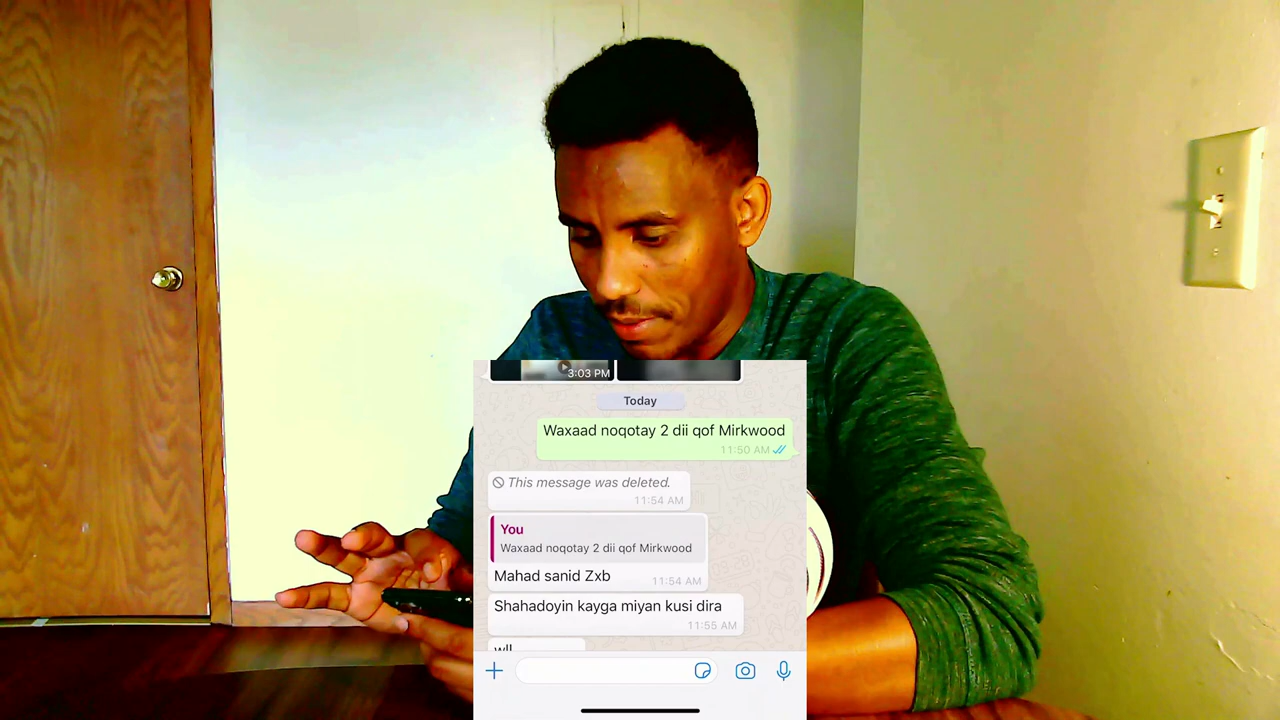 3:03 PM
Today
Waxaad noqotay 2 dii qof Mirkwood
11:50 AM
This message was deleted.
11:54 AM
You
Waxaad noqotay 2 dii qof Mirkwood
Mahad sanid Zxb
11:54 AM
Shahadoyin kayga miyan kusi dira
11:55 AM
wll